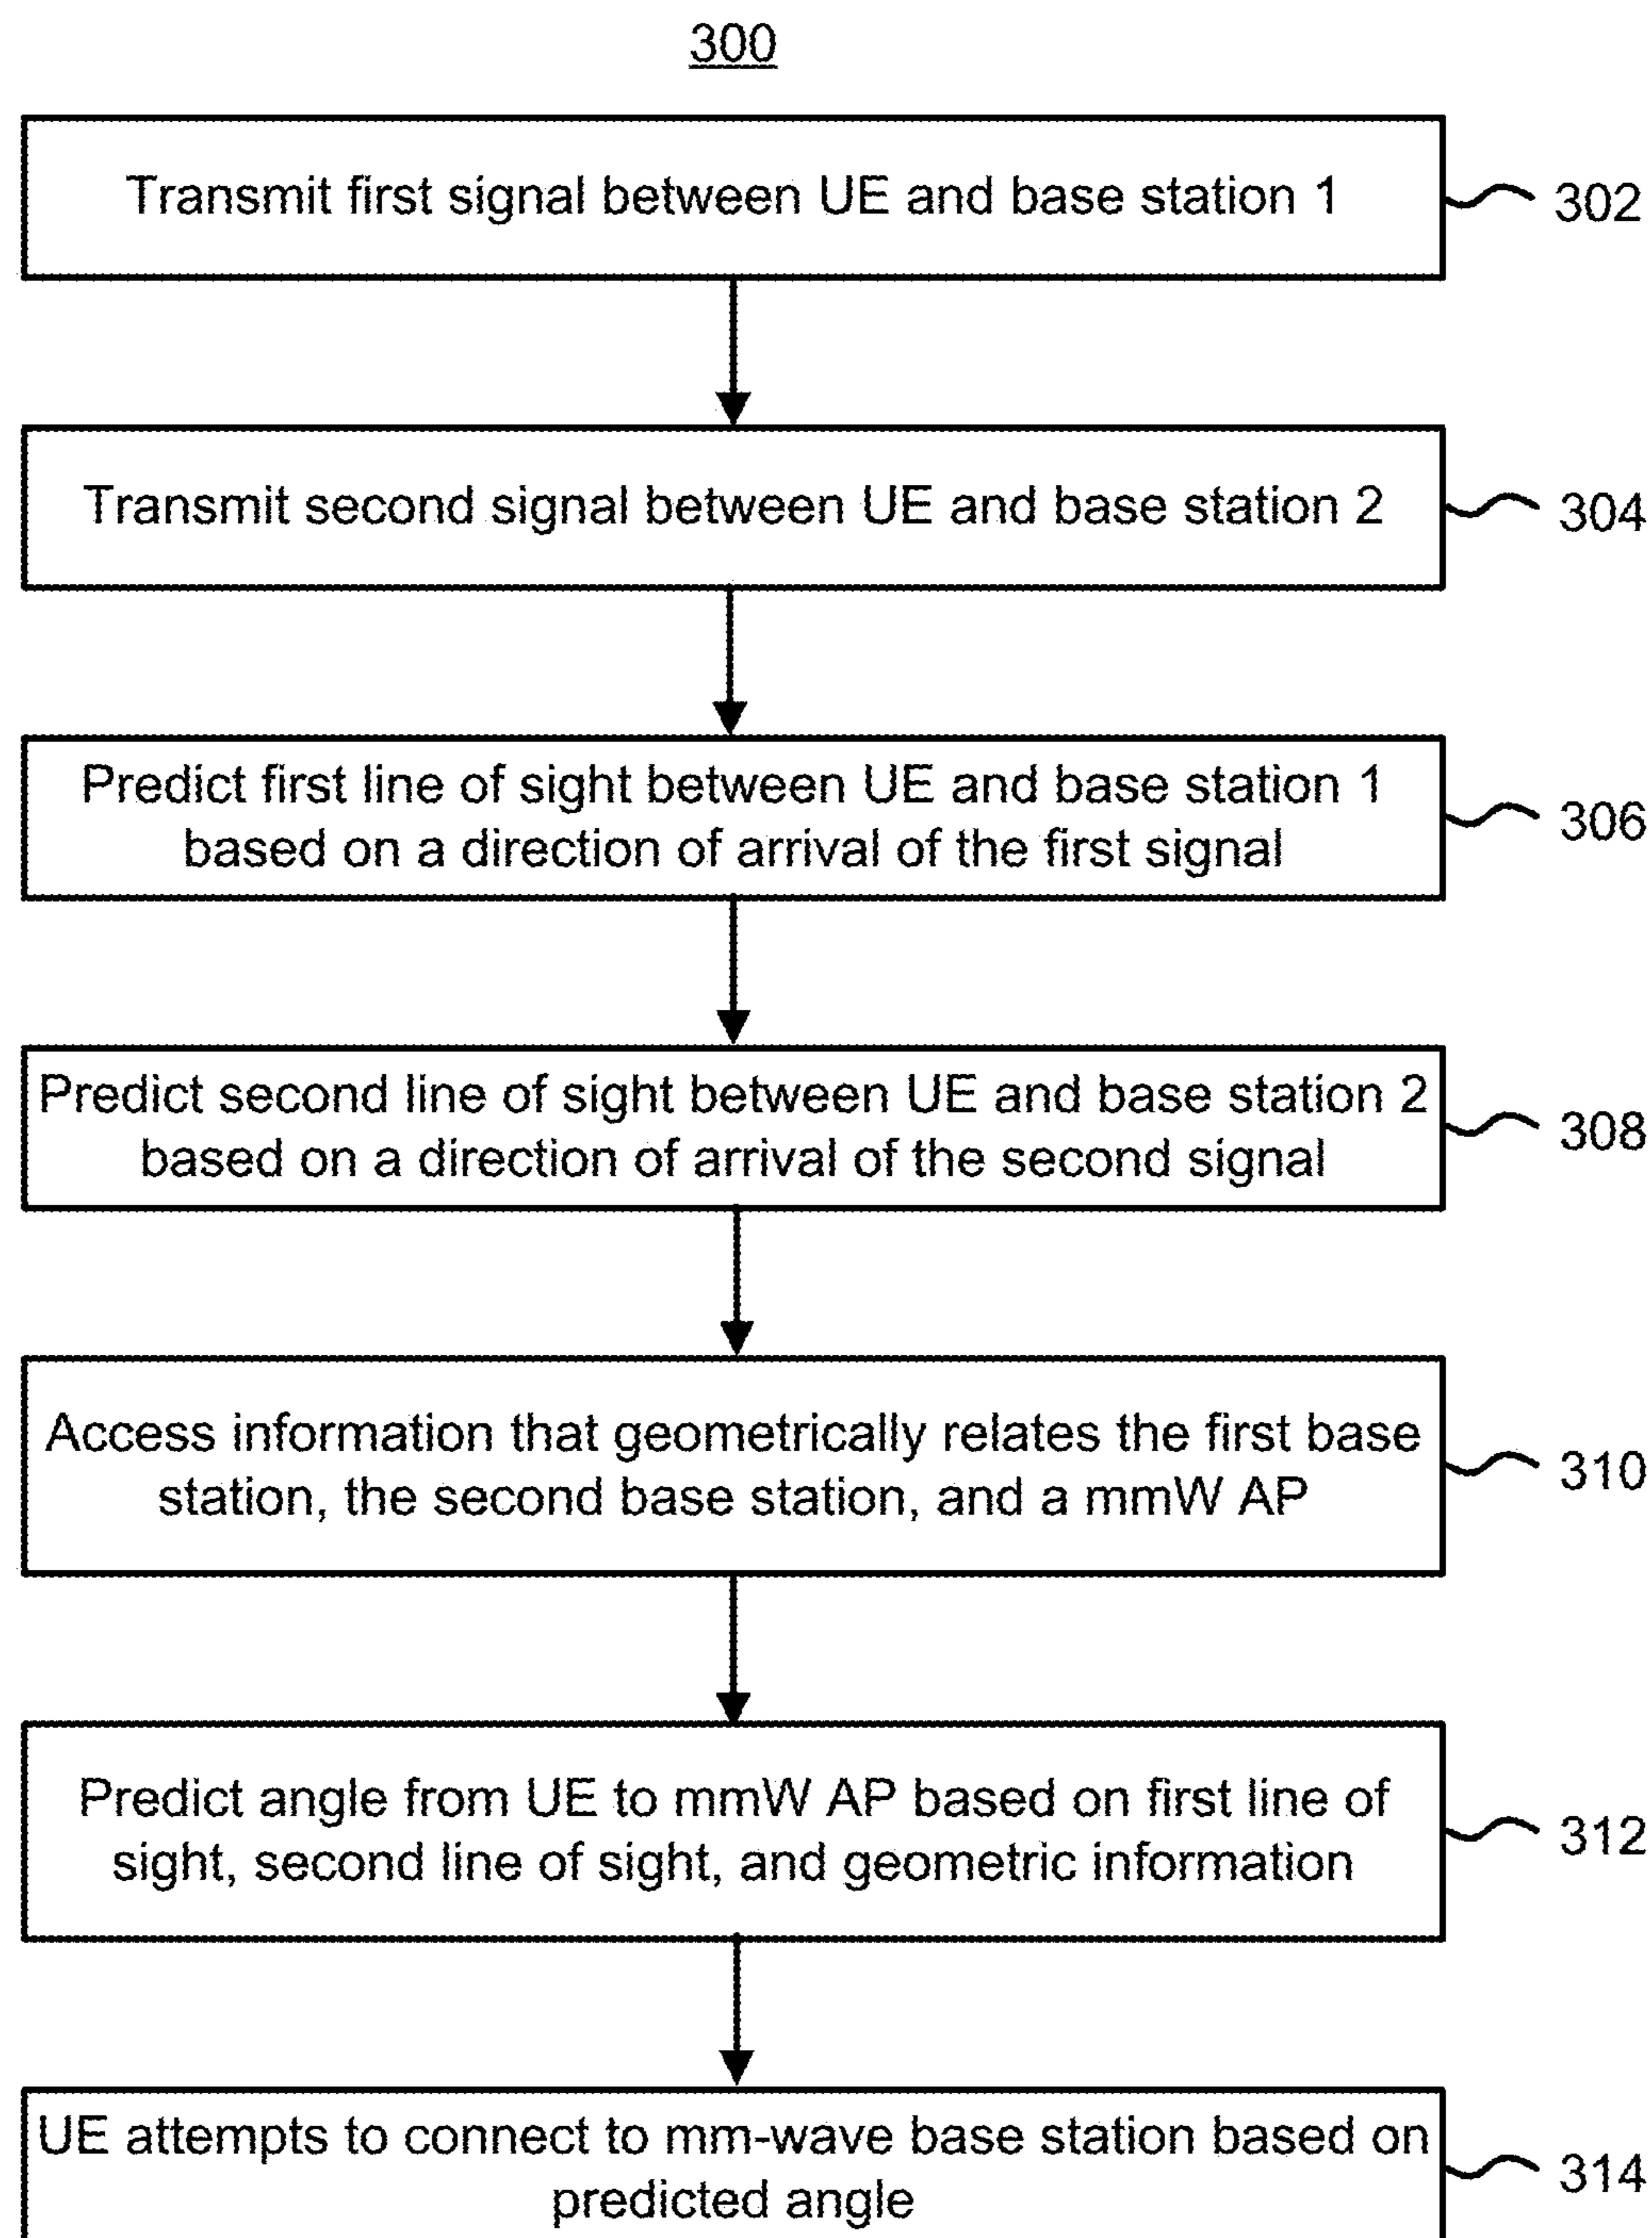 300
Transmit first signal between UE and base station 1
302
Transmit second signal between UE and base station 2
304
Predict first line of sight between UE and base station 1
based on a direction of arrival of the first signal
306
Predict second line of sight between UE and base station 2
based on a direction of arrival of the second signal
308
Access information that geometrically relates the first base
station, the second base station, and a mmW AP
310
Predict angle from UE to mmW AP based on first line of
sight, second line of sight, and geometric information
312
UE attempts to connect to mm-wave base station based on
predicted angle
314